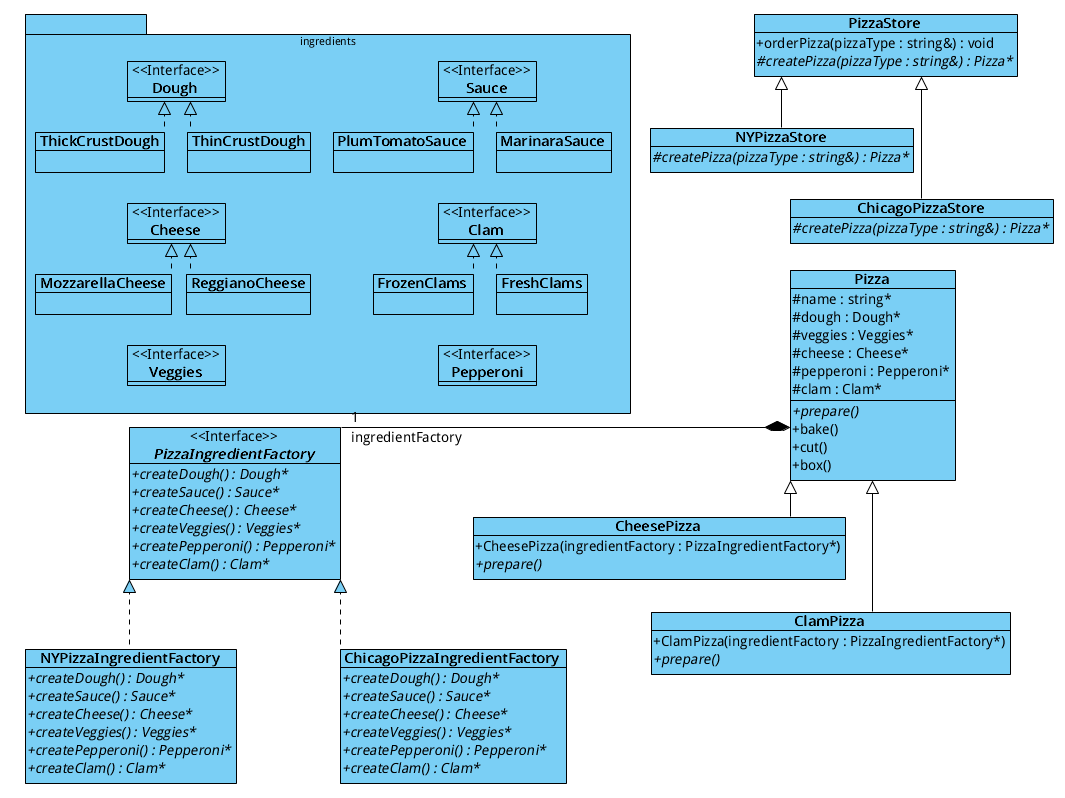 ingredients
<<Interface>>
Dough
ThickCrustDough
ThinCrustDough
<<Interface>>
Sauce
PlumTomatoSauce
MarinaraSauce
<<Interface>>
Cheese
MozzarellaCheese
ReggianoCheese
<<Interface>>
Clam
FrozenClams
FreshClams
<<Interface>>
Veggies
<<Interface>>
Pepperoni
PizzaStore
+orderPizza(pizzaType : string&) : void
#createPizza(pizzaType : string&) : Pizza*
NYPizzaStore
#createPizza(pizzaType : string&) : Pizza*
ChicagoPizzaStore
#createPizza(pizzaType : string&) : Pizza*
Pizza
#name : string*
#dough : Dough*
#veggies : Veggies*
#cheese : Cheese*
#pepperoni : Pepperoni*
#clam : Clam*
+prepare()
+bake()
+cut()
+box()
1
ingredientFactory
<<Interface>>
PizzaIngredientFactory
+createDough() : Dough*
+createSauce() : Sauce*
+createCheese() : Cheese*
+createVeggies() : Veggies*
+createPepperoni() : Pepperoni*
+createClam() : Clam*
CheesePizza
+CheesePizza(ingredientFactory : PizzaIngredientFactory*)
+prepare()
ClamPizza
+ClamPizza(ingredientFactory : PizzaIngredientFactory*)
+prepare()
NYPizzaIngredientFactory
+createDough() : Dough*
+createSauce() : Sauce*
+createCheese() : Cheese*
+createVeggies() : Veggies*
+createPepperoni() : Pepperoni*
+createClam() : Clam*
ChicagoPizzaIngredientFactory
+createDough() : Dough*
+createSauce() : Sauce*
+createCheese() : Cheese*
+createVeggies() : Veggies*
+createPepperoni() : Pepperoni*
+createClam() : Clam*